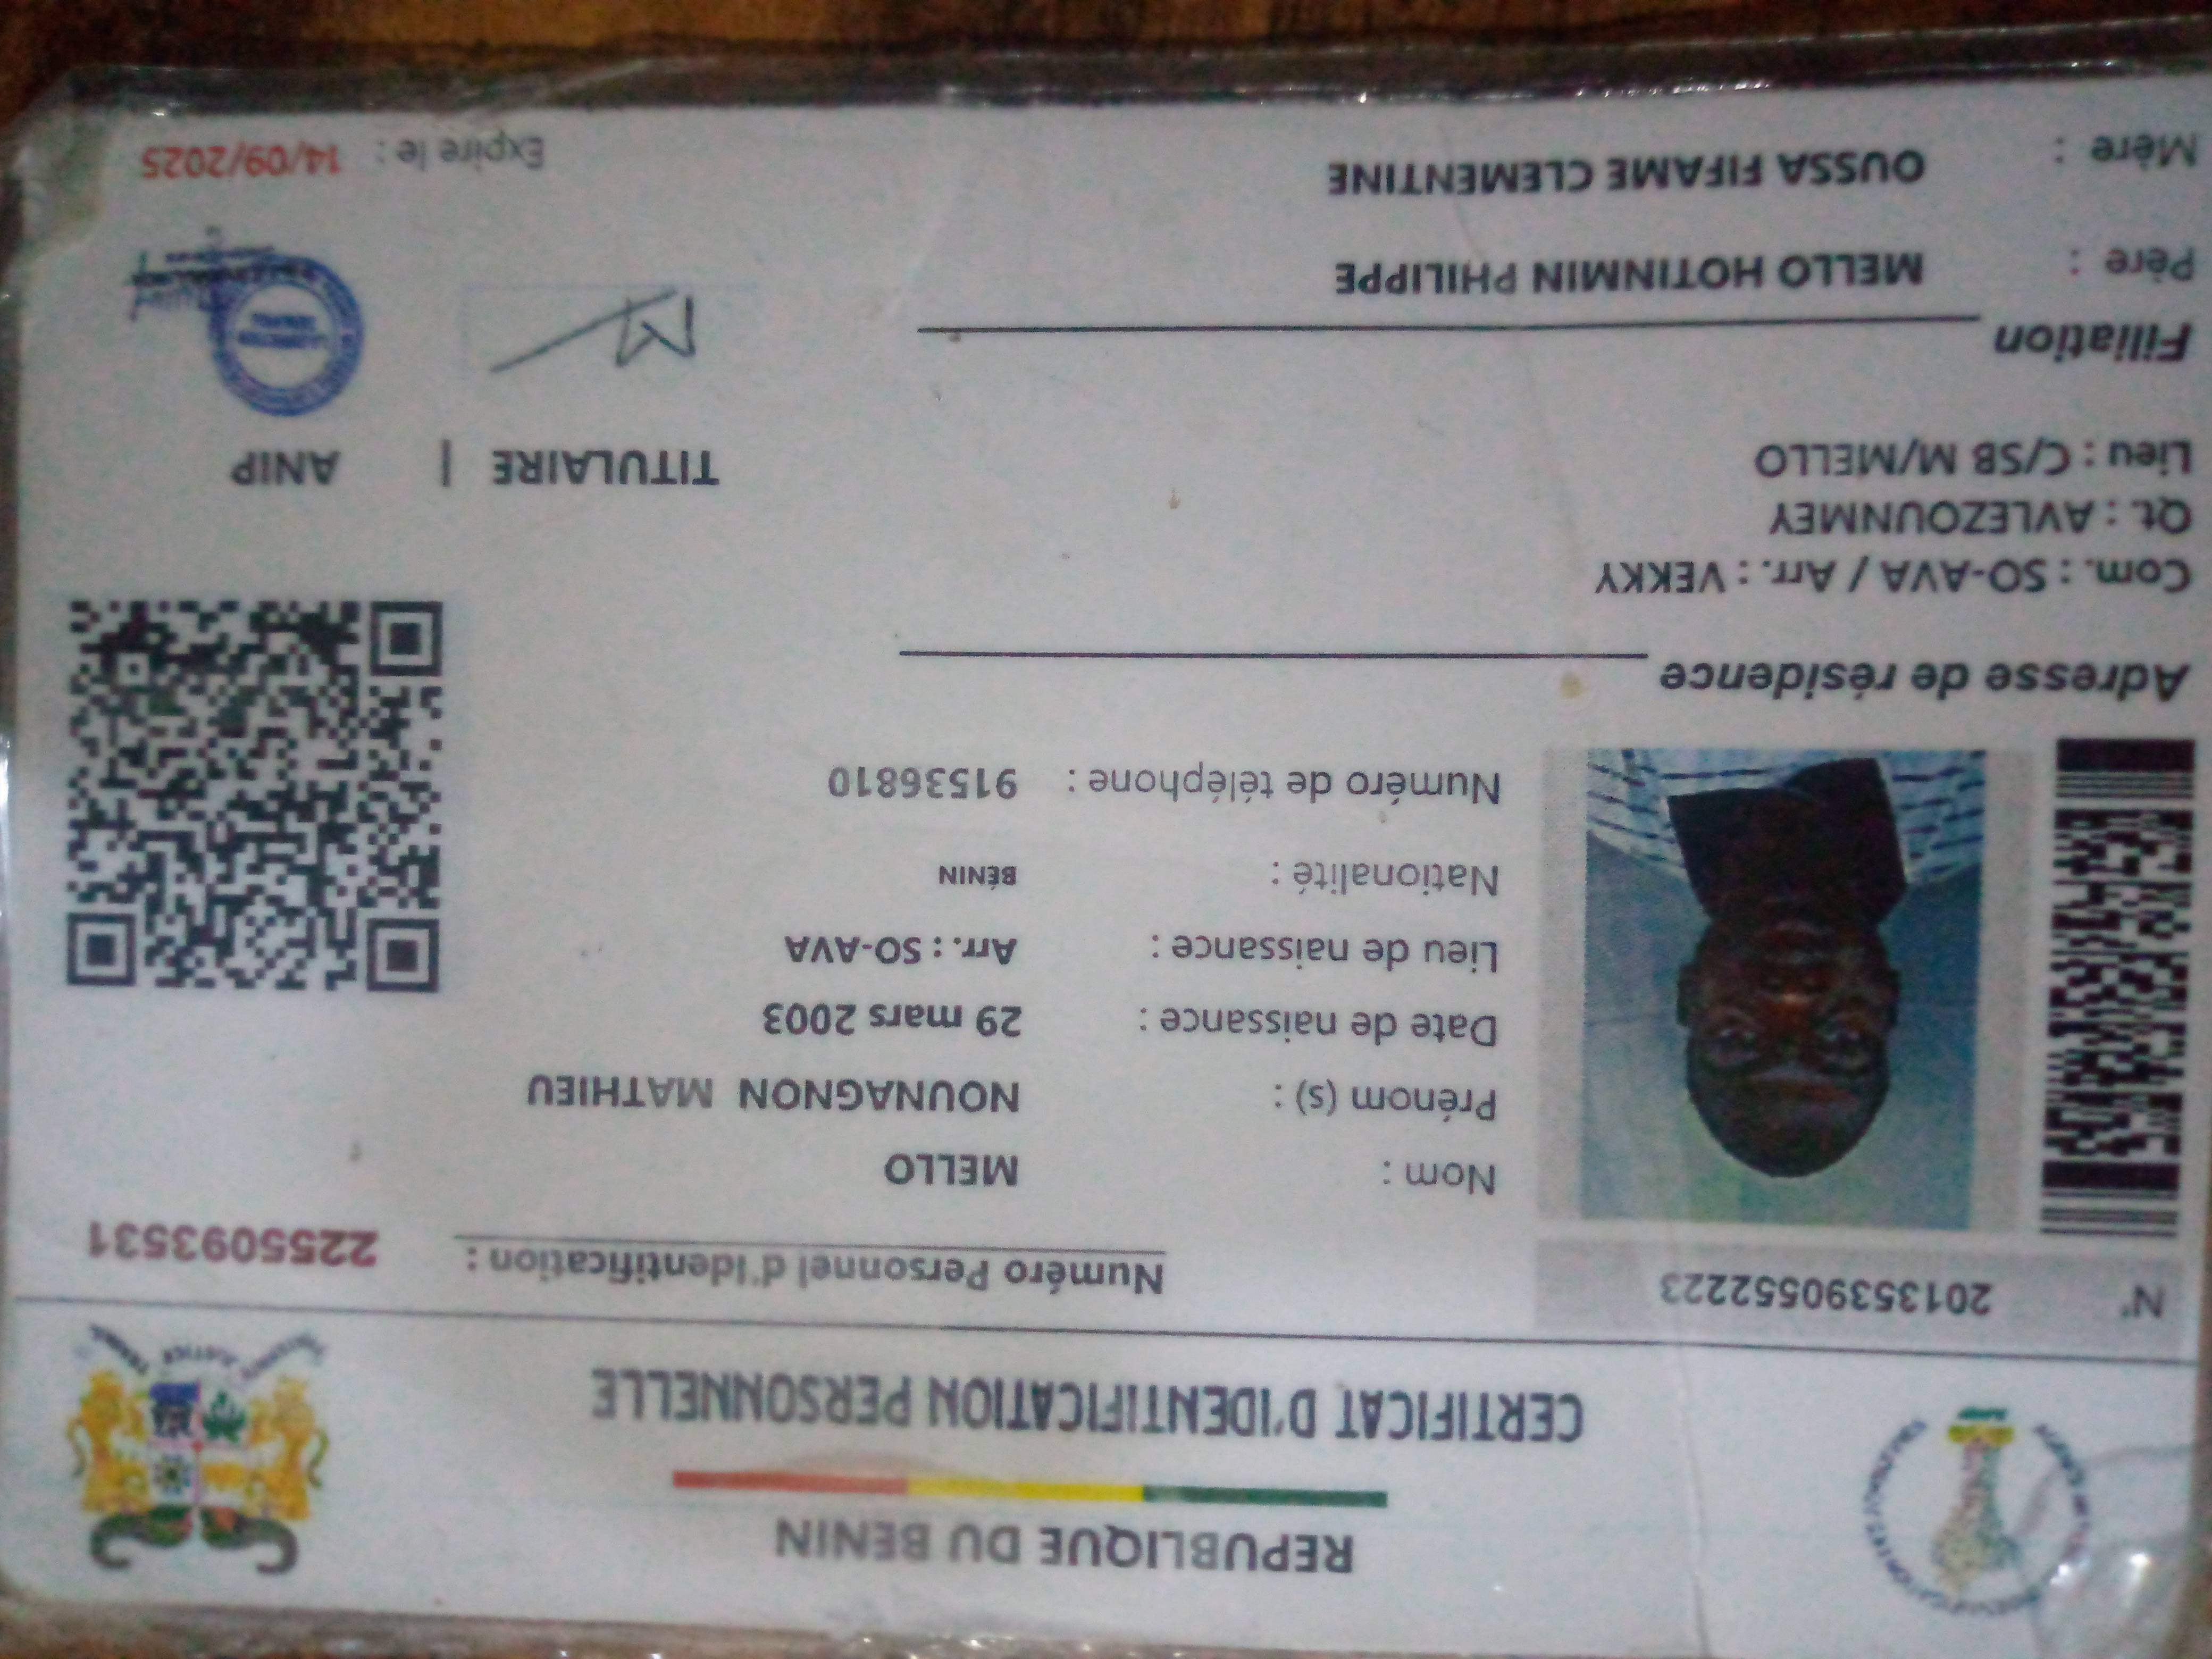 REPUBLIQUE DU BENIN
CERTIFICAT D'IDENTIFICATION PERSONNELLE
N° 20135390552223
Numéro Personnel d'Identification : 2255093531
Nom : MELLO
Prénom (s) : NOUNAGNON MATHIEU
Date de naissance : 29 mars 2003
Lieu de naissance : Arr. : SO-AVA
Nationalité : BÉNIN
Numéro de téléphone : 91536810
Adresse de résidence
Com. : SO-AVA / Arr. : VEKKY
Qt. : AVLEZOUNMEY
Lieu : C/SB M/MELLO
TITULAIRE | ANIP
Filiation
Père : MELLO HOTINMIN PHILIPPE
Mère : OUSSA FIFAME CLEMENTINE
Expire le : 14/09/2025